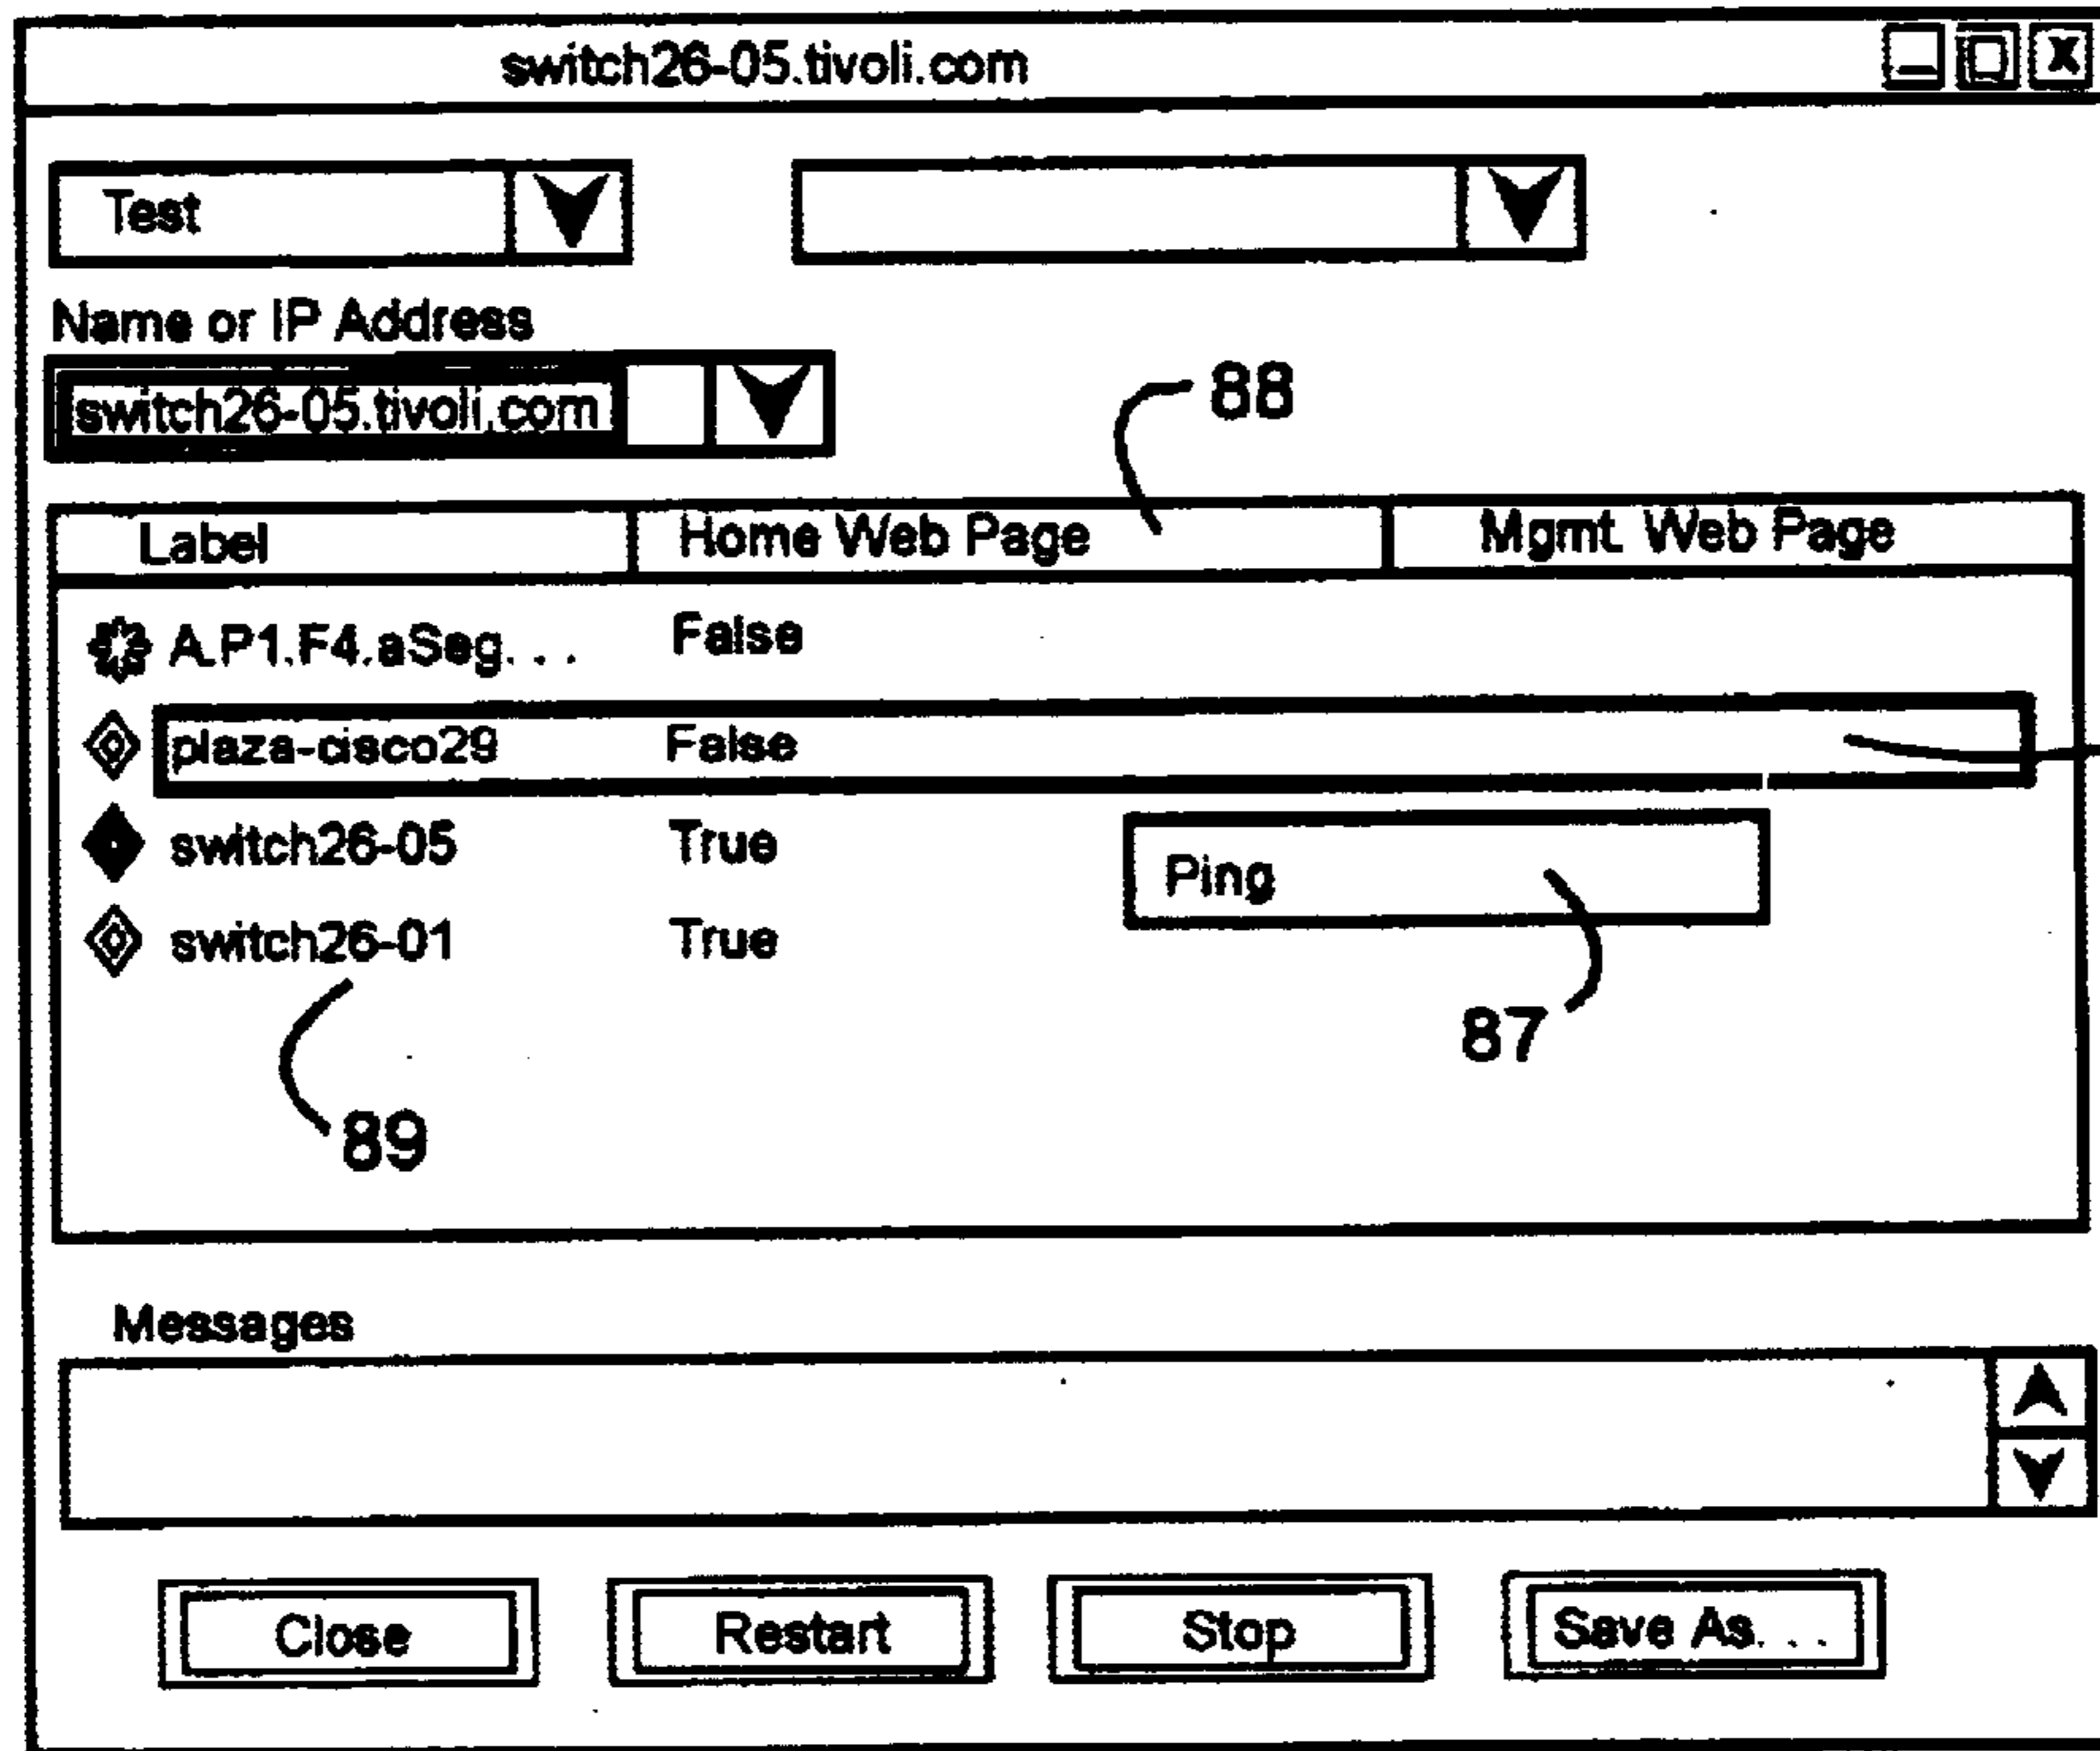 switch26-05.tivoli.com X
Test
Name or IP Address
switch26-05.tivoli.com
88
Label Home Web Page Mgmt. Web Page
A.P1.F4.aSeg. . . False
plaza-cisco29 False
switch26-05 True
Ping
switch26-01 True
87
89
Messages
Close Restart Stop Save As. . .